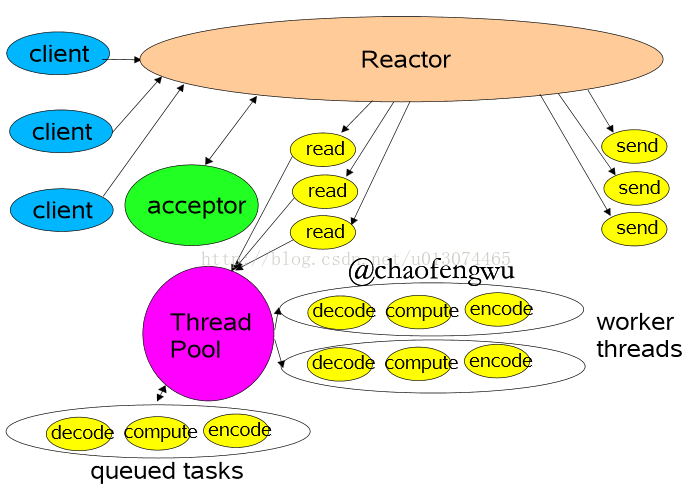 client
Reactor
client
client
acceptor
read
read
read
send
send
send
http://blog.csdn.net/u013074465
@chaofengwu
Thread
Pool
decode compute encode
decode compute encode
worker
threads
decode compute encode
queued tasks